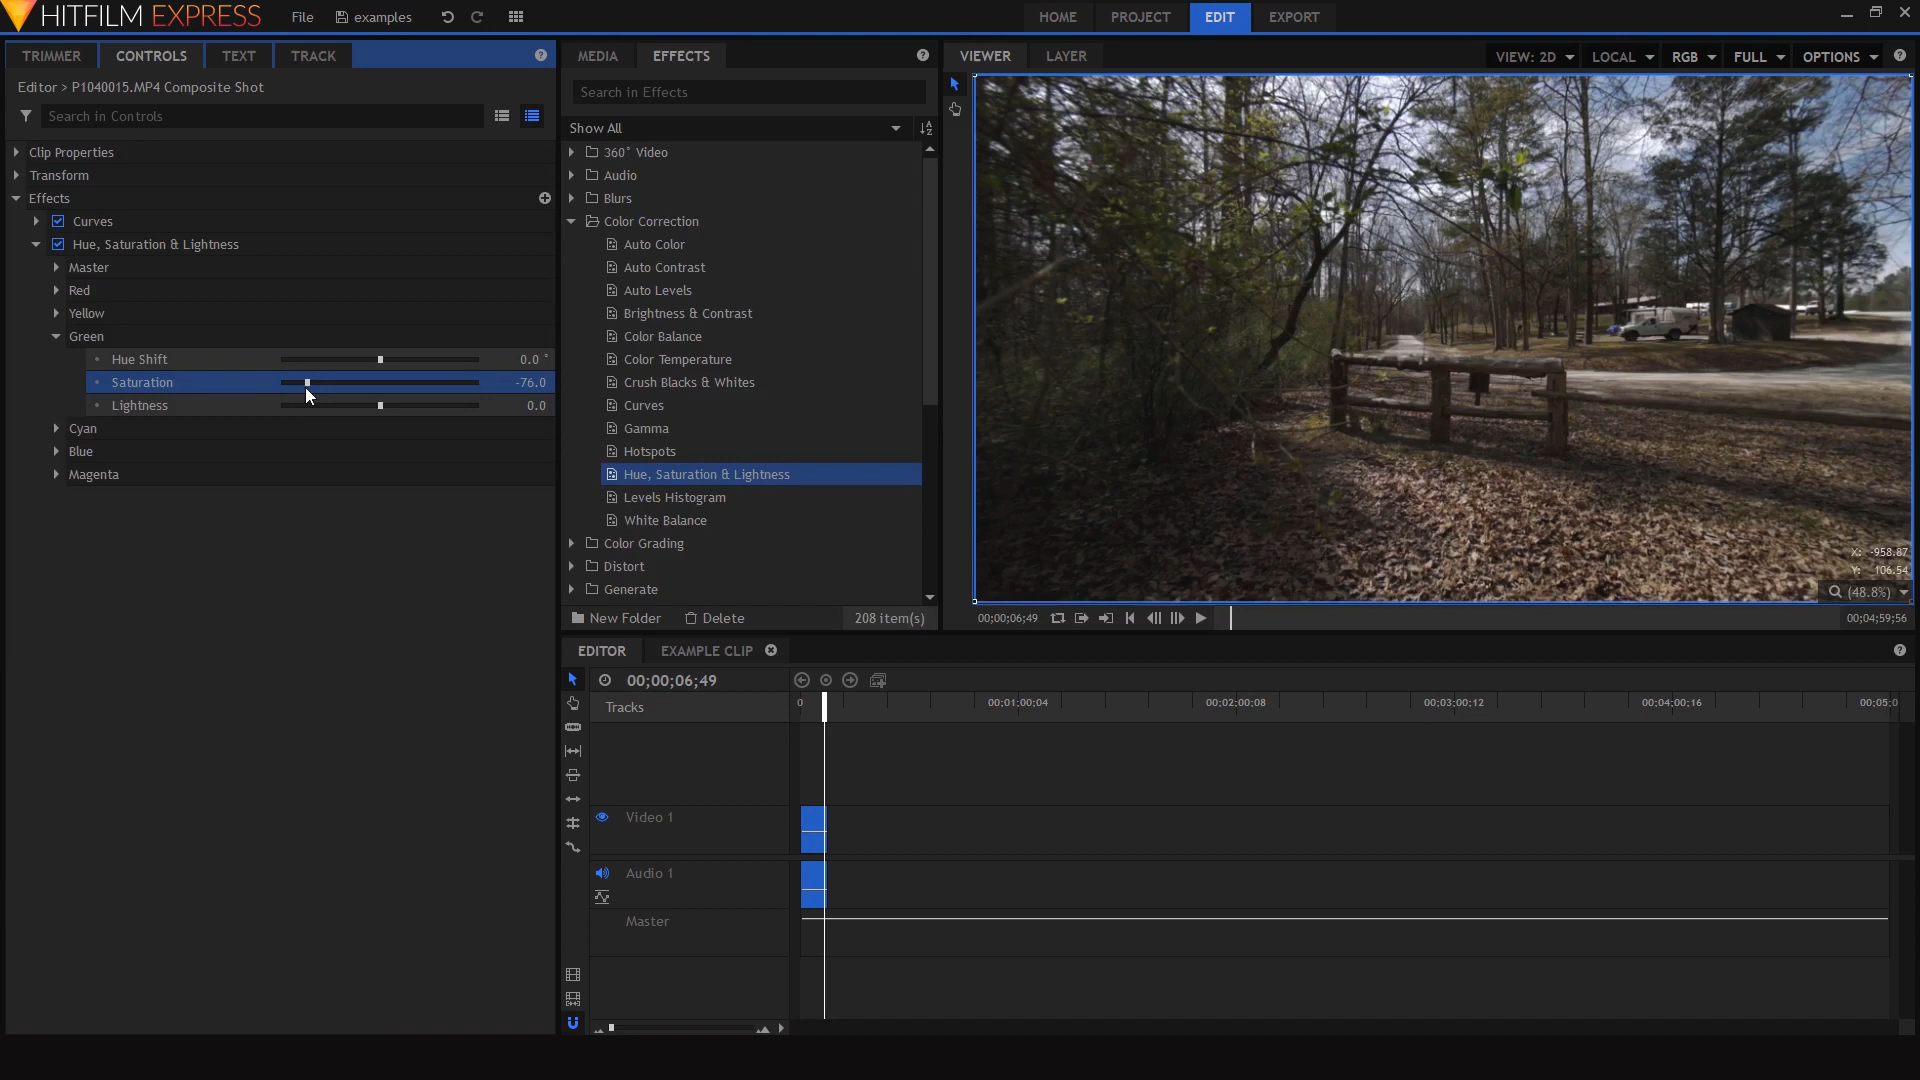 HITFILM EXPRESS
File
examples
HOME
PROJECT
EDIT
EXPORT
TRIMMER
CONTROLS
TEXT
TRACK
Editor > P1040015.MP4 Composite Shot
Search in Controls
Clip Properties
Transform
Effects
Curves
Hue, Saturation & Lightness
Master
Red
Yellow
Green
Hue Shift 0.0 °
Saturation -76.0
Lightness 0.0
Cyan
Blue
Magenta
MEDIA
EFFECTS
Search in Effects
Show All
360° Video
Audio
Blurs
Color Correction
Auto Color
Auto Contrast
Auto Levels
Brightness & Contrast
Color Balance
Color Temperature
Crush Blacks & Whites
Curves
Gamma
Hotspots
Hue, Saturation & Lightness
Levels Histogram
White Balance
Color Grading
Distort
Generate
New Folder
Delete
208 item(s)
VIEWER
LAYER
VIEW: 2D
LOCAL
RGB
FULL
OPTIONS
X: -958.87
Y: 106.54
(48.8%)
00;00;06;49
00;04;59;56
EDITOR
EXAMPLE CLIP
00;00;06;49
Tracks
0
00;01;00;04
00;02;00;08
00;03;00;12
00;04;00;16
00;05;0
Video 1
Audio 1
Master